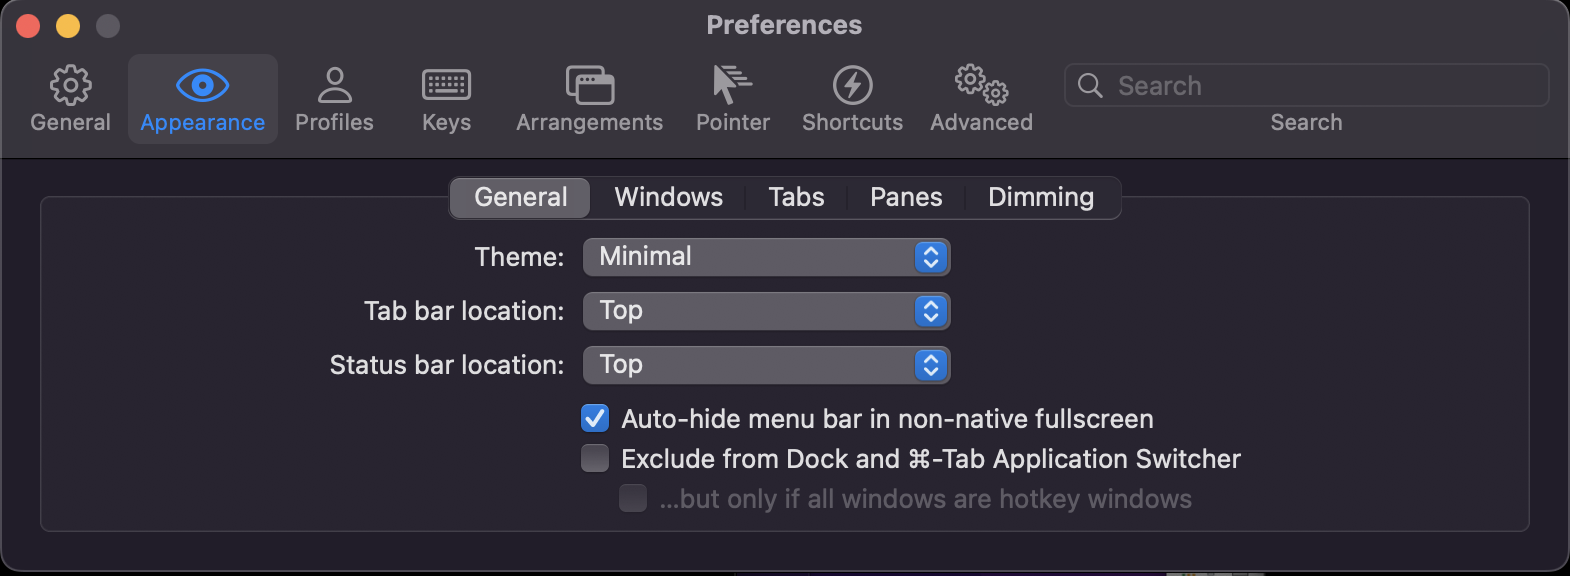 Preferences
General Appearance Profiles Keys Arrangements Pointer Shortcuts Advanced Search
Search
General Windows Tabs Panes Dimming
Theme: Minimal
Tab bar location: Top
Status bar location: Top
Auto-hide menu bar in non-native fullscreen
Exclude from Dock and ⌘-Tab Application Switcher
...but only if all windows are hotkey windows